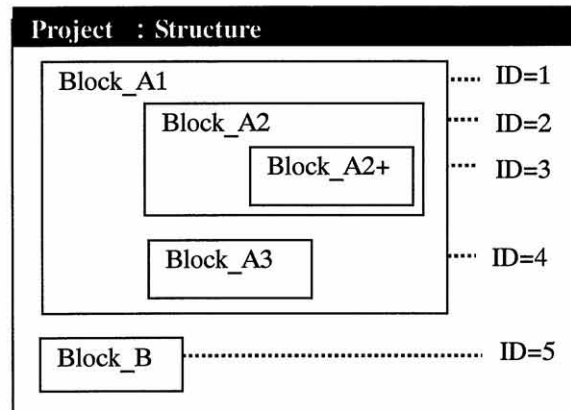 Project : Structure
Block_A1 ID=1
Block_A2 ID=2
Block_A2+ ID=3
Block_A3 ID=4
Block_B ID=5